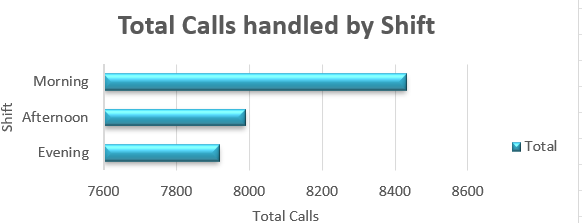 Total Calls handled by Shift
Shift
Morning
Afternoon
Evening
7600 7800 8000 8200 8400 8600
Total Calls
Total